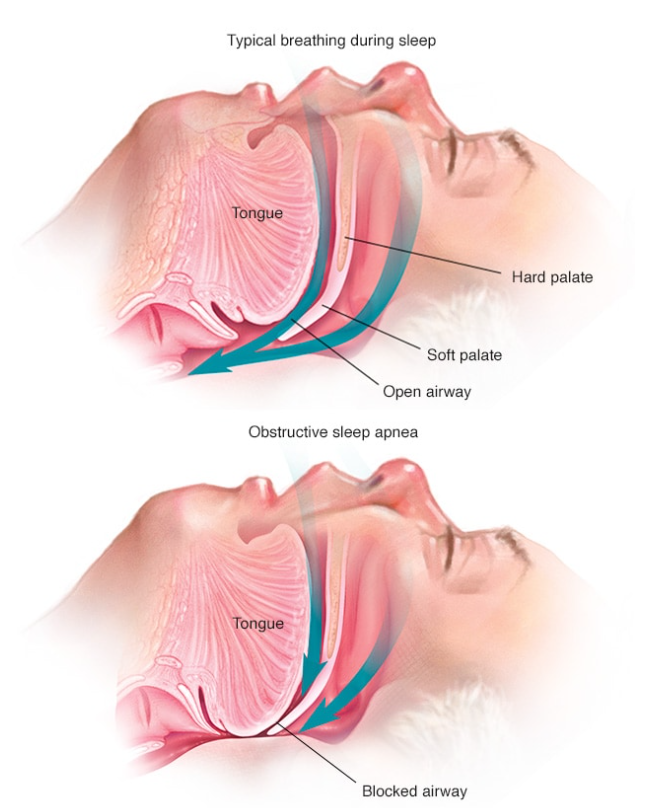 Typical breathing during sleep
Tongue
Hard palate
Soft palate
Open airway
Obstructive sleep apnea
Tongue
Blocked airway